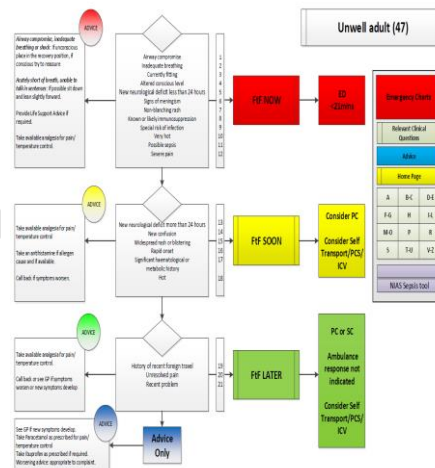 Unwell adult (47)
ADVICE
Airway compromise, inadequate
breathing or shock: If unconscious
place in the recovery position, if
conscious try to reassure
Acutely short of breath, unable to
talk in sentences: If possible sit down
and lean slightly forward.
Provide Life Support Advice if
required.
Take available analgesia for pain/
temperature control
Airway compromise
Inadequate breathing
Currently fitting
Altered conscious level
New neurological deficit less than 24 hours
Signs of meningism
Non-blanching rash
Known or likely immunosuppression
Special risk of infection
Very hot
Possible sepsis
Severe pain
1
2
3
4
5
6
7
8
9
10
11
12
FtF NOW
ED
Emergency Charts
Relevant Clinical
Questions
Advice
Home Page
A B-C D-E
F-G H I-L
M-O P R
S T-U V-Z
NIAS Sepsis tool
ADVICE
Take available analgesia for pain/
temperature control
Take an antihistamine if allergen
cause and if available.
Call back if symptoms worsen.
New neurological deficit more than 24 hours
New confusion
Widespread rash or blistering
Rapid onset
Significant haematological or
metabolic history
Hot
13
14
15
16
17
18
FtF SOON
Consider PC
Consider Self
Transport/PCS/
ICV
ADVICE
Take available analgesia for pain/
temperature control.
Call back or see GP if symptoms
worsen or new symptoms develop
History of recent foreign travel
Unresolved pain
Recent problem
19
20
21
FtF LATER
PC or SC
Ambulance
response not
indicated
Consider Self
Transport/PCS/
ICV
ADVICE
See GP if new symptoms develop.
Take Paracetamol as prescribed for pain/
temperature control
Take Ibuprofen as prescribed if required.
Worsening advice appropriate to complaint
Advice
Only